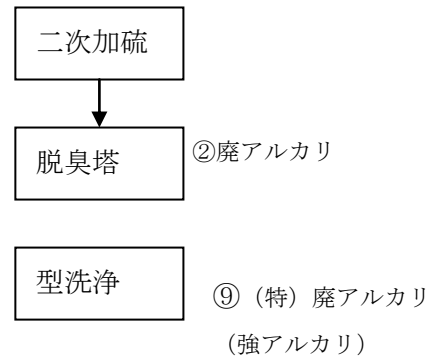 二次加硫
脱臭塔
②廃アルカリ
型洗浄
⑨（特）廃アルカリ
（強アルカリ）